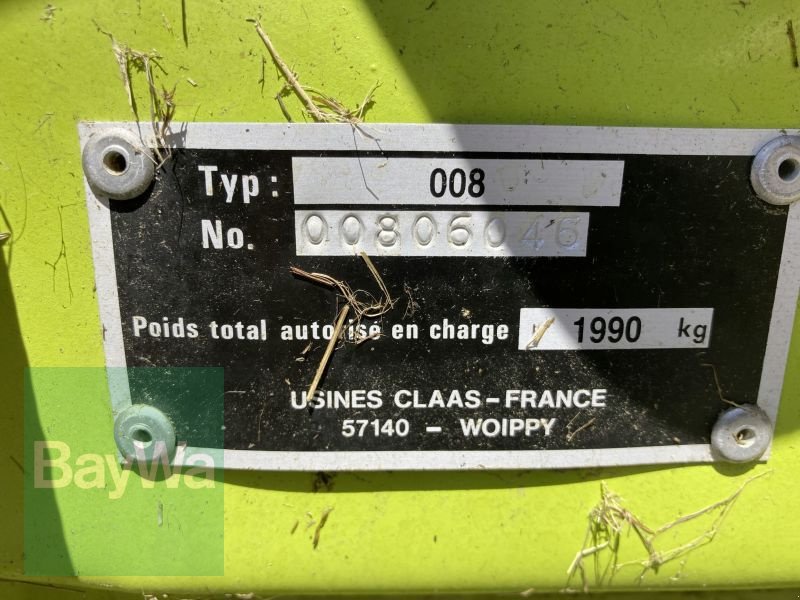 Typ: 008
No. 00806046
Poids total autorisé en charge 1990 kg
USINES CLAAS-FRANCE
57140 - WOIPPY
BayWa